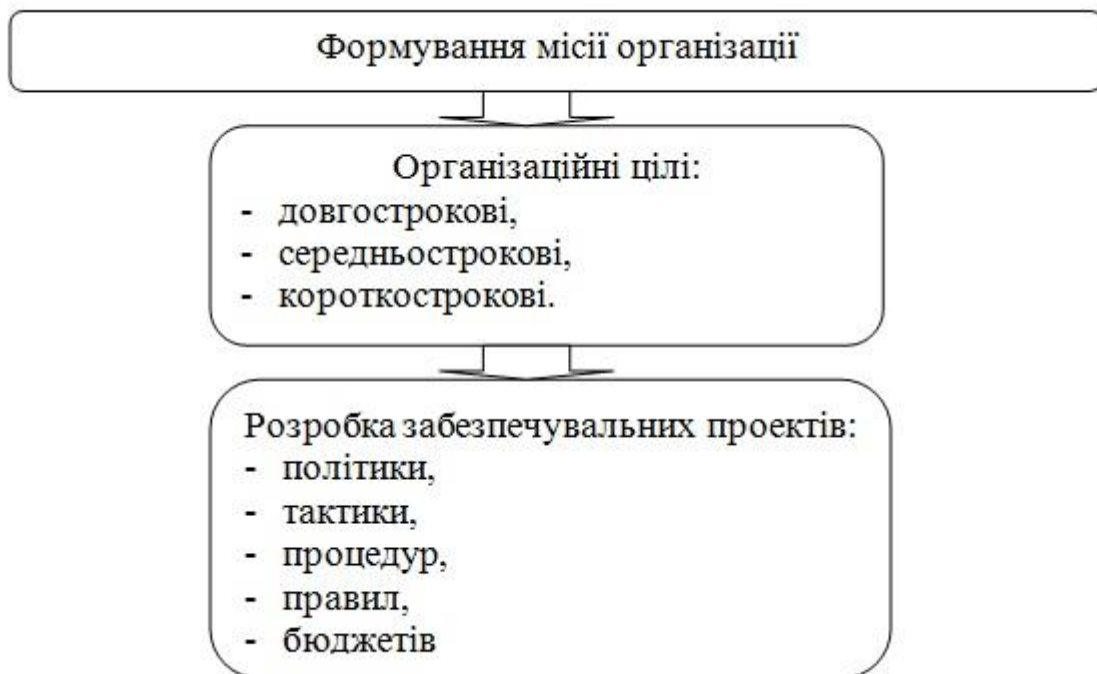 Формування місії організації
Організаційні цілі:
- довгострокові,
- середньострокові,
- короткострокові.
Розробка забезпечувальних проектів:
- політики,
- тактики,
- процедур,
- правил,
- бюджетів